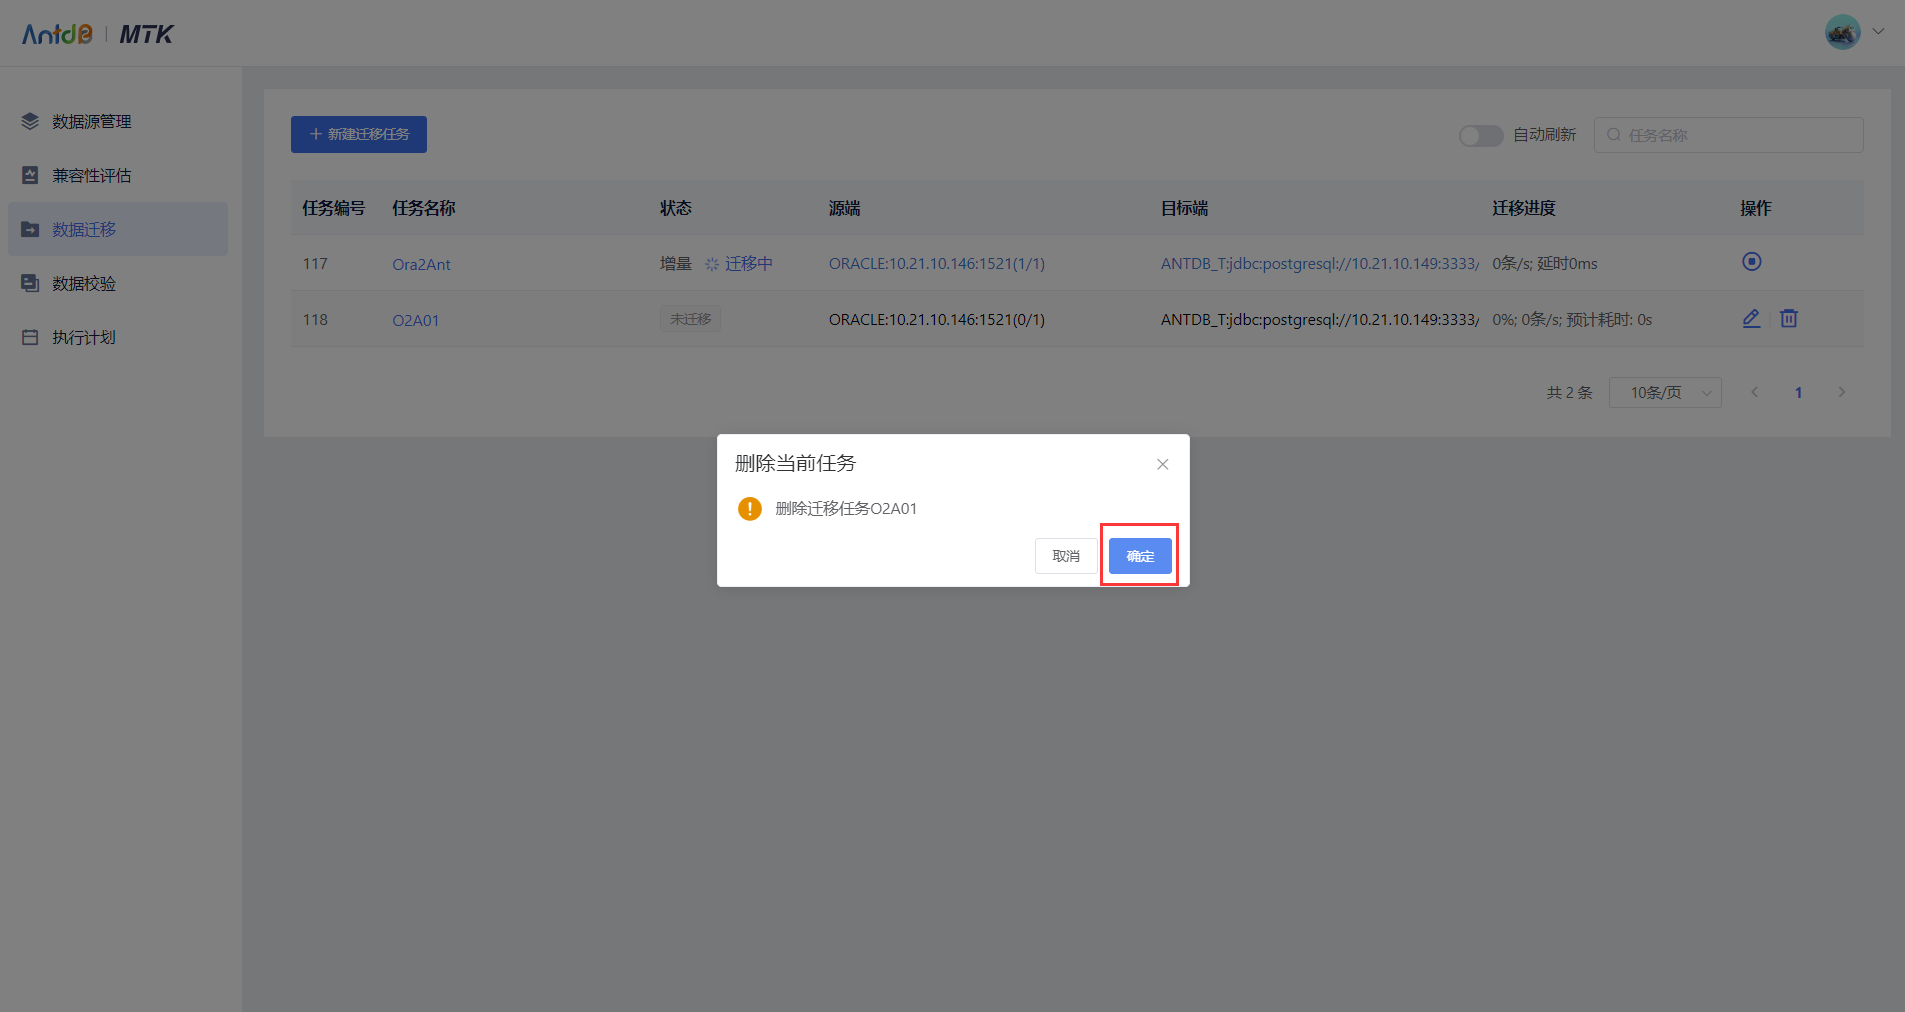 AntdB | MTK
数据源管理
兼容性评估
数据迁移
数据校验
执行计划
+ 新建迁移任务
自动刷新
任务名称
任务编号 任务名称 状态 源端 目标端 迁移进度 操作
117 Ora2Ant 增量 迁移中 ORACLE:10.21.10.146:1521(1/1) ANTDB_T:jdbc:postgresql://10.21.10.149:3333/ 0条/s; 延时0ms
118 O2A01 未迁移 ORACLE:10.21.10.146:1521(0/1) ANTDB_T:jdbc:postgresql://10.21.10.149:3333/ 0%; 0条/s; 预计耗时: 0s
共 2 条 10条/页 1
删除当前任务
删除迁移任务O2A01
取消 确定